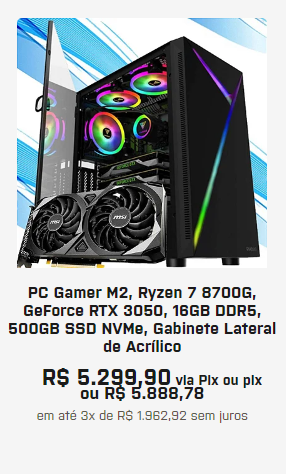 msi
PC Gamer M2, Ryzen 7 8700G,
GeForce RTX 3050, 16GB DDR5,
500GB SSD NVMe, Gabinete Lateral
de Acrílico
R$ 5.299,90 via Pix ou pix
ou R$ 5.888,78
em até 3x de R$ 1.962,92 sem juros